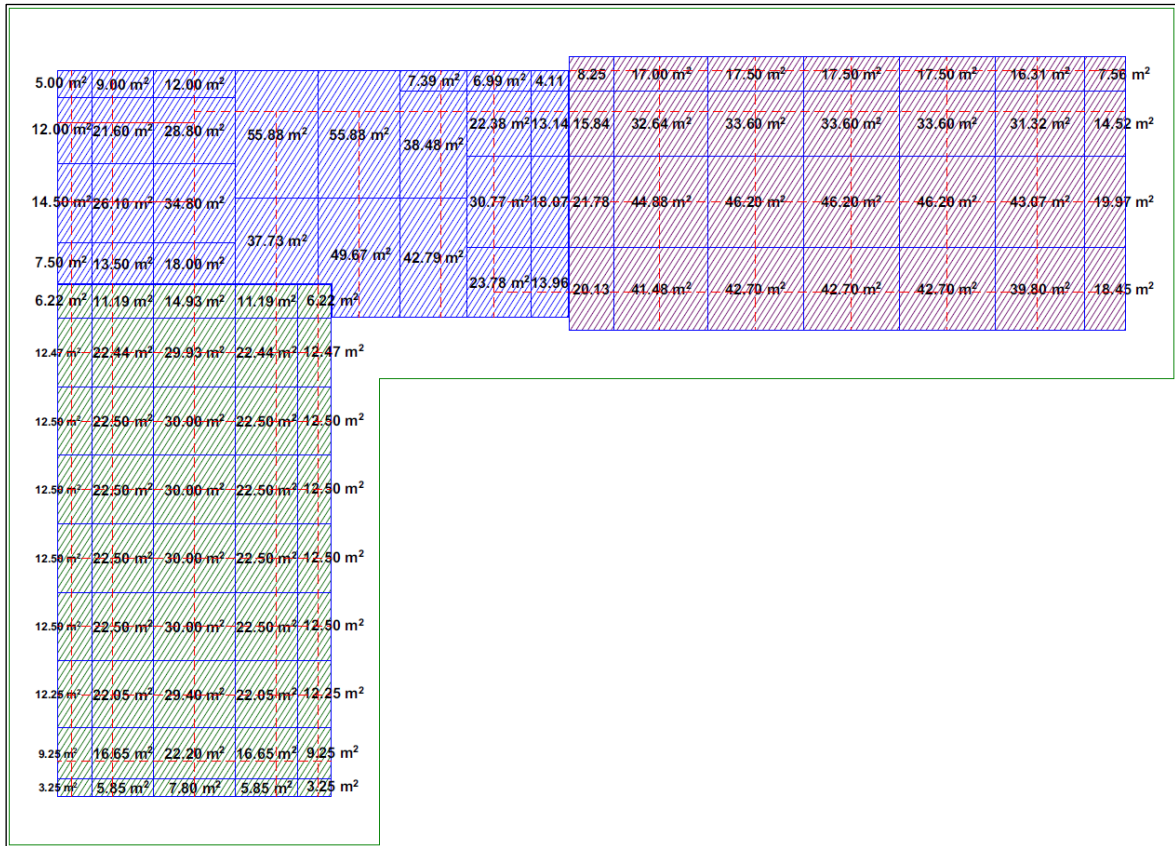 5.00 m² 9.00 m² 12.00 m² 7.39 m² 6.99 m² 4.11 8.25 17.00 m² 17.50 m² 17.50 m² 17.50 m² 16.31 m² 7.56 m²
12.00 m² 21.60 m² 28.80 m² 55.88 m² 55.88 m² 38.48 m² 22.38 m² 13.14 15.84 32.64 m² 33.60 m² 33.60 m² 33.60 m² 31.32 m² 14.52 m²
14.50 m² 26.10 m² 34.80 m² 30.77 m² 18.07 21.78 44.88 m² 46.20 m² 46.20 m² 46.20 m² 43.07 m² 19.97 m²
7.50 m² 13.50 m² 18.00 m² 37.73 m² 49.67 m² 42.79 m² 23.78 m² 13.96 20.13 41.48 m² 42.70 m² 42.70 m² 42.70 m² 39.80 m² 18.45 m²
6.22 m² 11.19 m² 14.93 m² 11.19 m² 6.22 m²
12.47 m² 22.44 m² 29.93 m² 22.44 m² 12.47 m²
12.50 m² 22.50 m² 30.00 m² 22.50 m² 12.50 m²
12.50 m² 22.50 m² 30.00 m² 22.50 m² 12.50 m²
12.50 m² 22.50 m² 30.00 m² 22.50 m² 12.50 m²
12.50 m² 22.50 m² 30.00 m² 22.50 m² 12.50 m²
12.25 m² 22.05 m² 29.40 m² 22.05 m² 12.25 m²
9.25 m² 16.65 m² 22.20 m² 16.65 m² 9.25 m²
3.25 m² 5.85 m² 7.80 m² 5.85 m² 3.25 m²